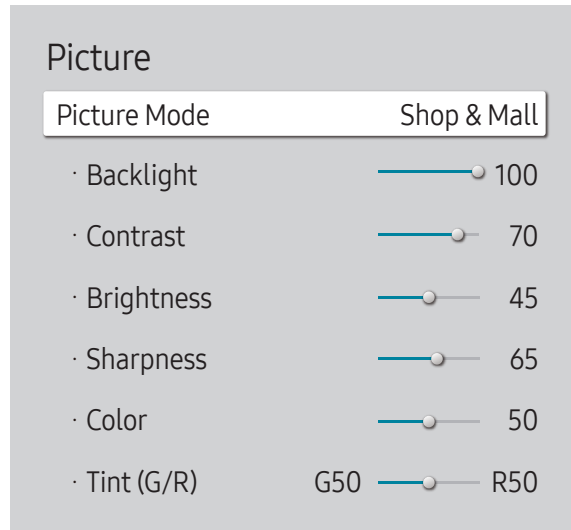 Picture
Picture Mode Shop & Mall
· Backlight 100
· Contrast 70
· Brightness 45
· Sharpness 65
· Color 50
· Tint (G/R) G50 R50